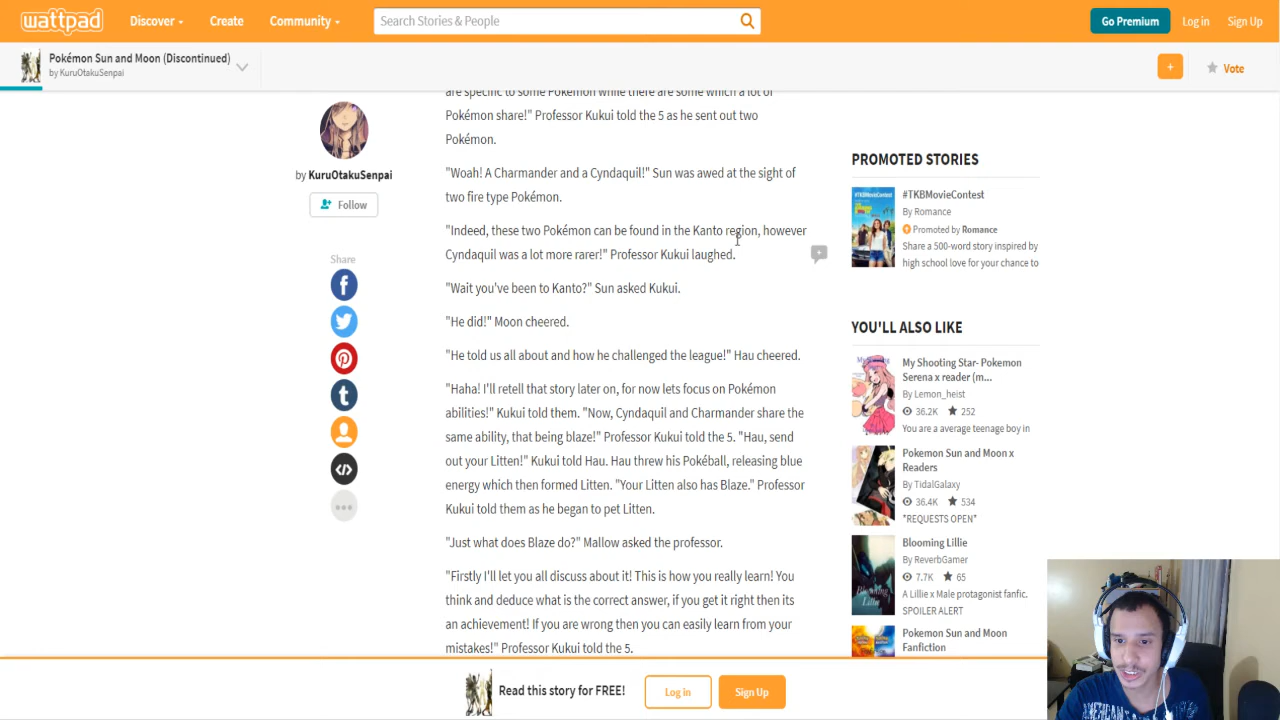 wattpad
Discover
Create
Community
Search Stories & People
Go Premium
Log in
Sign Up
Pokémon Sun and Moon (Discontinued)
by KuruOtakuSenpai
+
Vote
by KuruOtakuSenpai
Follow
Share
are specific to some Pokémon while there are some which a lot of
Pokémon share!" Professor Kukui told the 5 as he sent out two
Pokémon.
"Woah! A Charmander and a Cyndaquil!" Sun was awed at the sight of
two fire type Pokémon.
"Indeed, these two Pokémon can be found in the Kanto region, however
Cyndaquil was a lot more rarer!" Professor Kukui laughed.
"Wait you've been to Kanto?" Sun asked Kukui.
"He did!" Moon cheered.
"He told us all about and how he challenged the league!" Hau cheered.
"Haha! I'll retell that story later on, for now lets focus on Pokémon
abilities!" Kukui told them. "Now, Cyndaquil and Charmander share the
same ability, that being blaze!" Professor Kukui told the 5. "Hau, send
out your Litten!" Kukui told Hau. Hau threw his Pokéball, releasing blue
energy which then formed Litten. "Your Litten also has Blaze." Professor
Kukui told them as he began to pet Litten.
"Just what does Blaze do?" Mallow asked the professor.
"Firstly I'll let you all discuss about it! This is how you really learn! You
think and deduce what is the correct answer, if you get it right then its
an achievement! If you are wrong then you can easily learn from your
mistakes!" Professor Kukui told the 5.
PROMOTED STORIES
#TKBMovieContest
By Romance
Promoted by Romance
Share a 500-word story inspired by
high school love for your chance to
YOU'LL ALSO LIKE
My Shooting Star- Pokemon
Serena x reader (m...
By Lemon_heist
36.2K 252
You are a average teenage boy in
Pokemon Sun and Moon x
Readers
By TidalGalaxy
36.4K 534
*REQUESTS OPEN*
Blooming Lillie
By ReverbGamer
7.7K 65
A Lillie x Male protagonist fanfic.
SPOILER ALERT
Pokemon Sun and Moon
Fanfiction
Read this story for FREE!
Log in
Sign Up